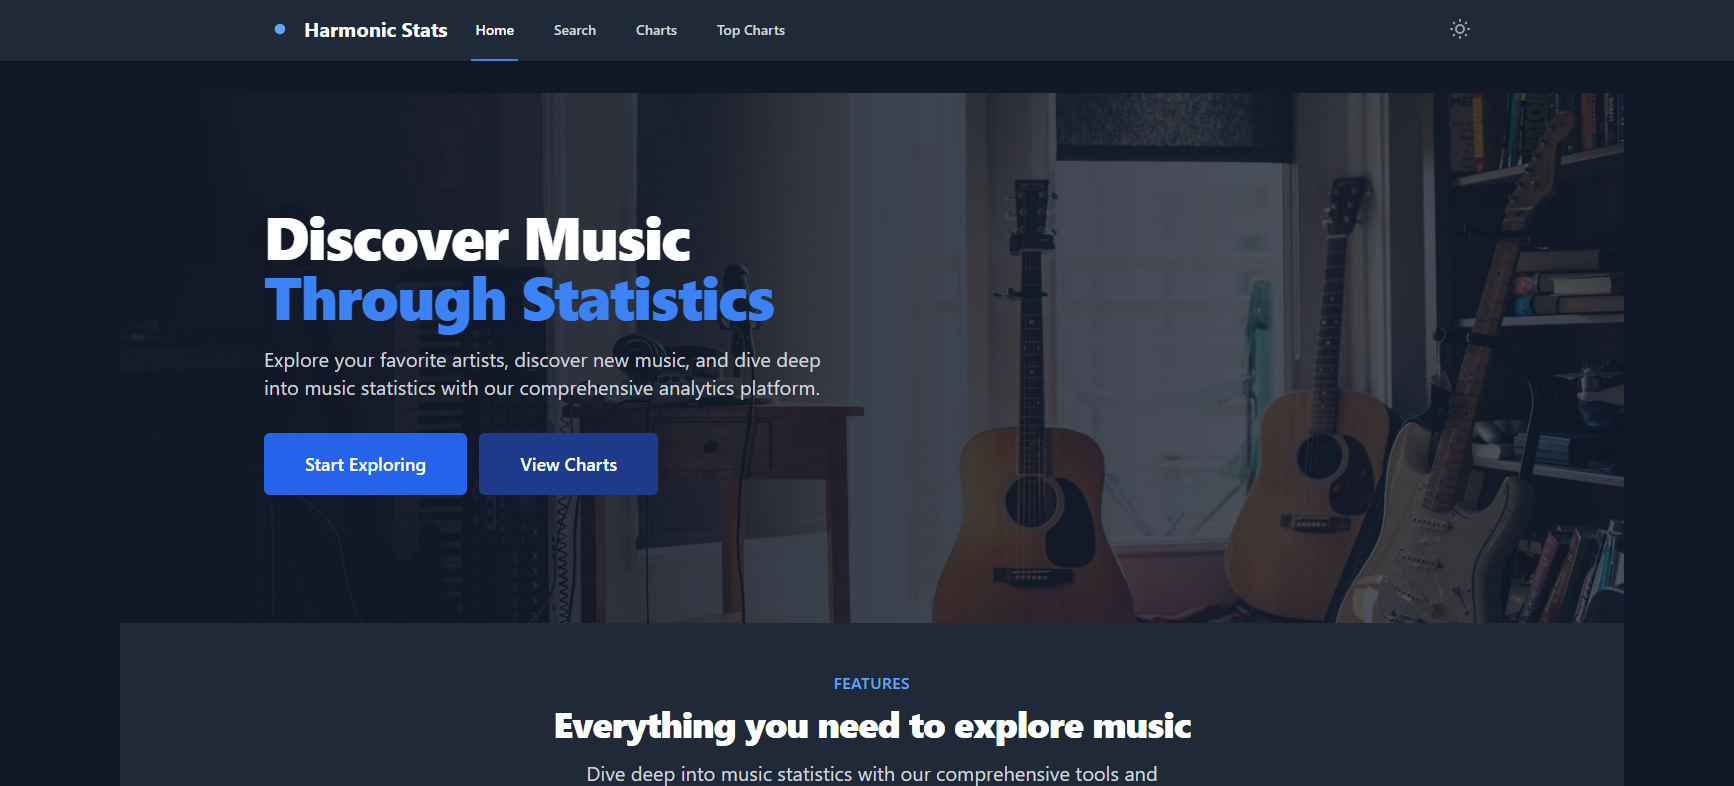 Harmonic Stats
Home
Search
Charts
Top Charts
Discover Music
Through Statistics
Explore your favorite artists, discover new music, and dive deep
into music statistics with our comprehensive analytics platform.
Start Exploring
View Charts
FEATURES
Everything you need to explore music
Dive deep into music statistics with our comprehensive tools and